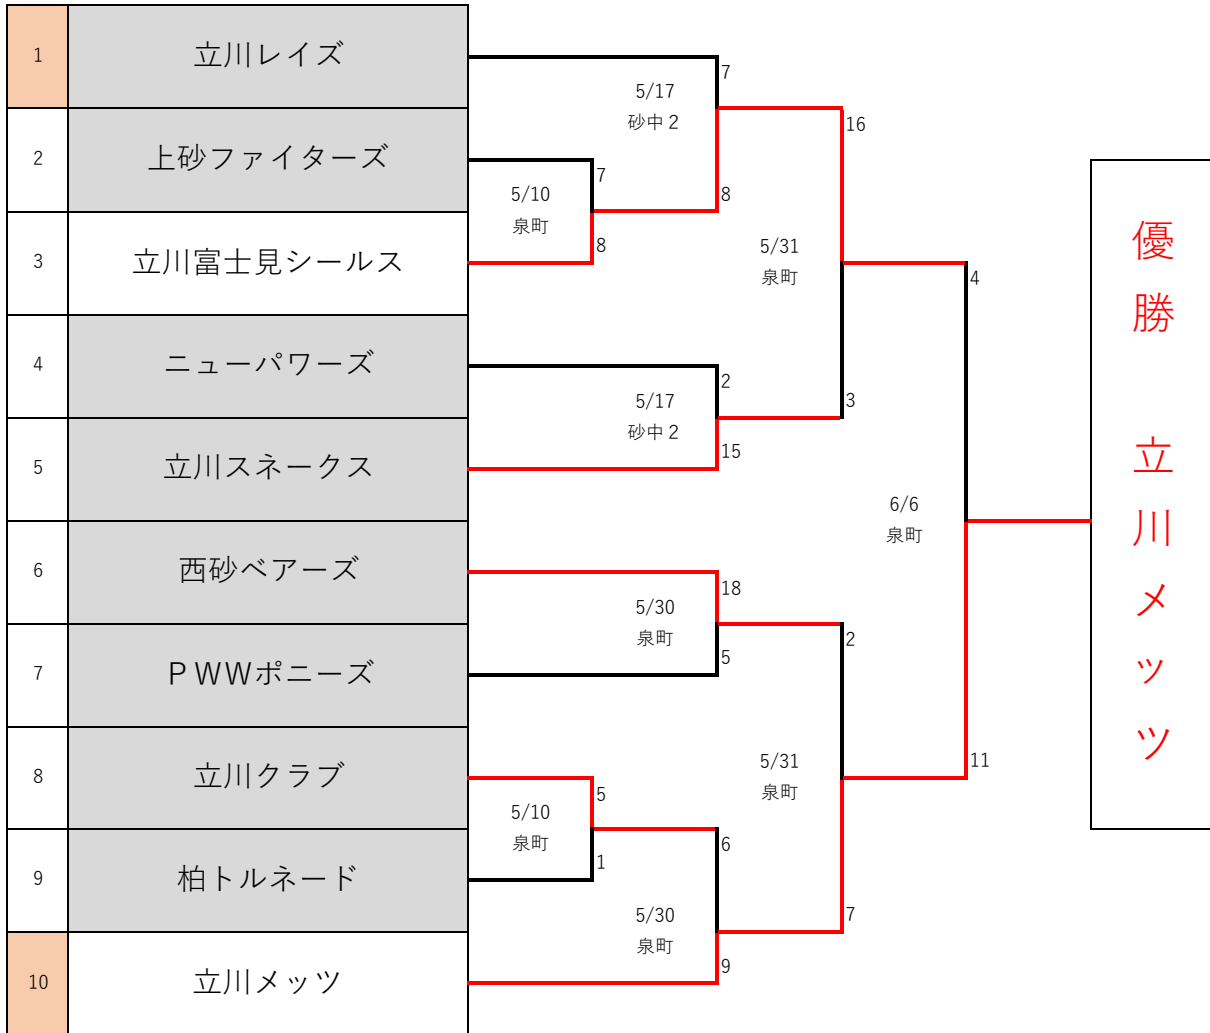 1
立川レイズ
2
上砂ファイターズ
3
立川富士見シールス
4
ニューパワーズ
5
立川スネークス
6
西砂ベアーズ
7
ＰＷＷポニーズ
8
立川クラブ
9
柏トルネード
10
立川メッツ
5/10
泉町
7
8
5/10
泉町
5
1
5/17
砂中２
7
8
5/17
砂中２
2
15
5/30
泉町
18
5
5/30
泉町
6
9
5/31
泉町
16
3
5/31
泉町
2
7
6/6
泉町
4
11
優勝　立川メッツ